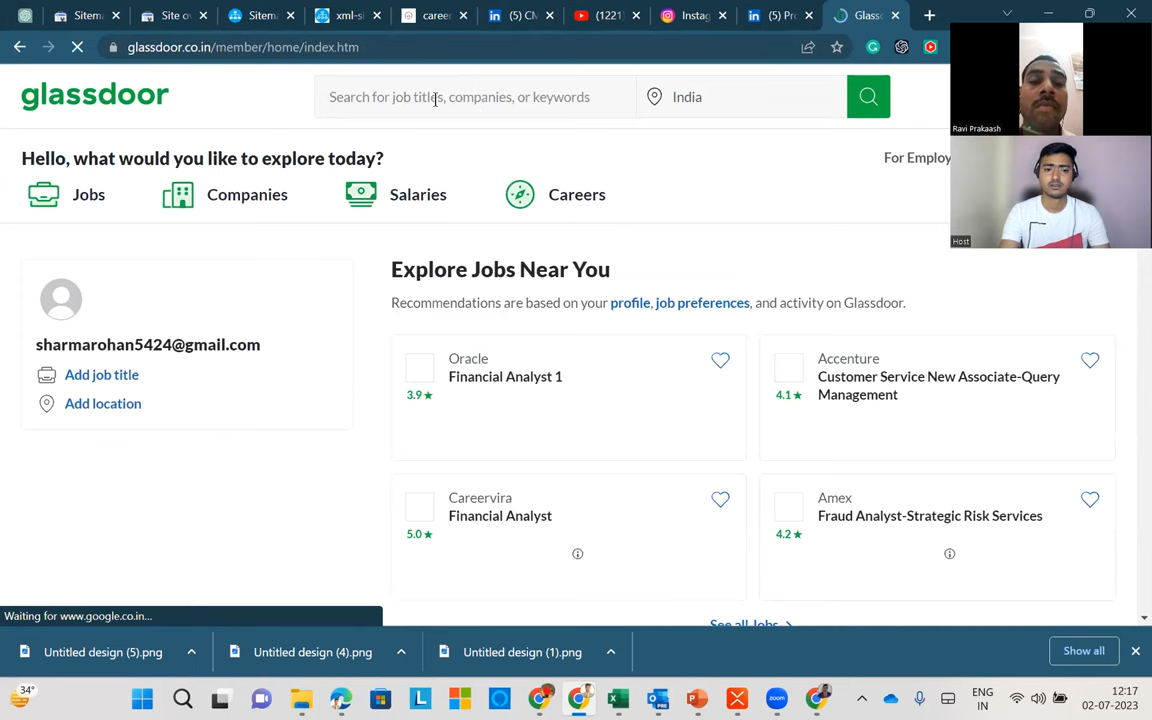 Sitema
Site ov
Sitema
xml-si
career
(5) CM
(1221)
Instag
(5) Pr
Glass
glassdoor.co.in/member/home/index.htm
glassdoor
Search for job titles, companies, or keywords
India
Ravi Prakaash
Hello, what would you like to explore today?
For Employ
Jobs
Companies
Salaries
Careers
Host
Explore Jobs Near You
Recommendations are based on your profile, job preferences, and activity on Glassdoor.
sharmarohan5424@gmail.com
Add job title
Add location
Oracle
Financial Analyst 1
3.9 ★
Accenture
Customer Service New Associate-Query
Management
4.1 ★
Careervira
Financial Analyst
5.0 ★
Amex
Fraud Analyst-Strategic Risk Services
4.2 ★
See all Jobs
Waiting for www.google.co.in...
Untitled design (5).png
Untitled design (4).png
Untitled design (1).png
Show all
34°
ENG
IN
12:17
02-07-2023